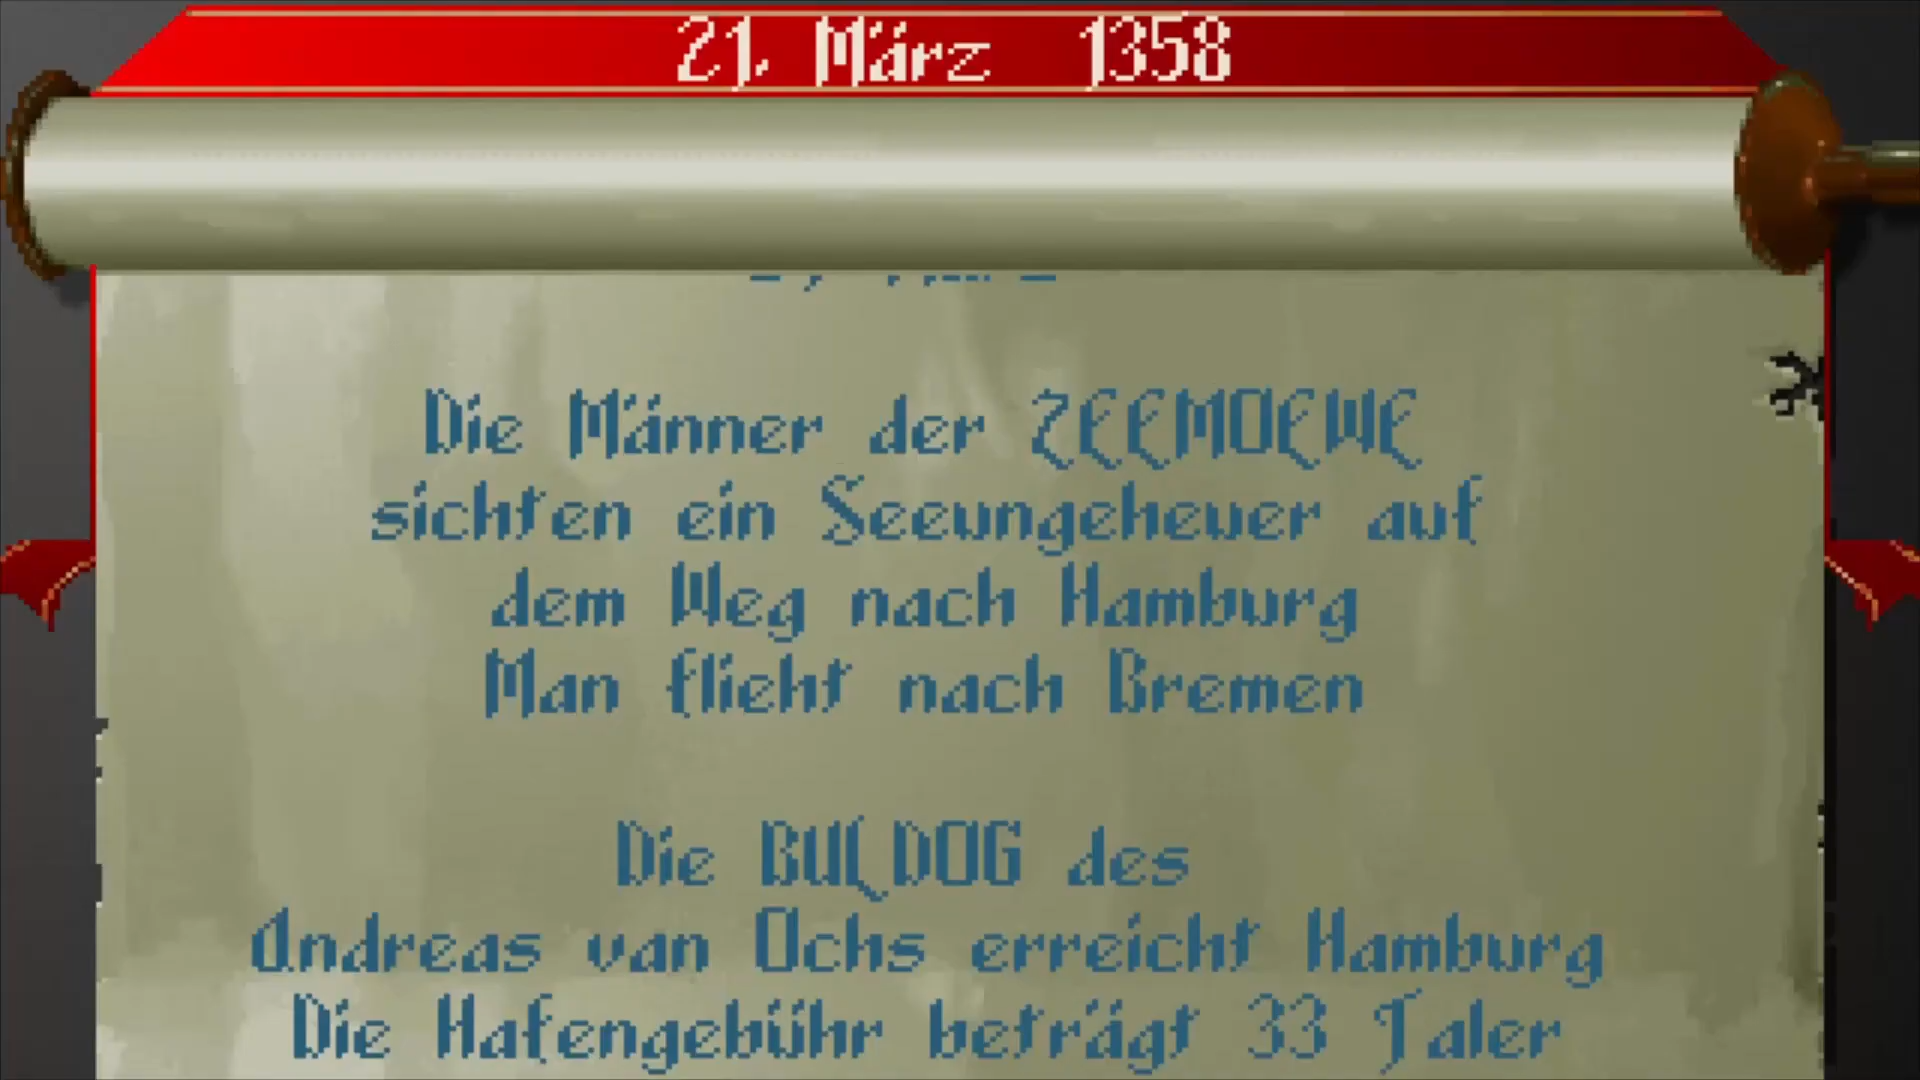 21. März 1358
Die Männer der ZEEMOEWE
sichten ein Seeungeheuer auf
dem Weg nach Hamburg
Man flieht nach Bremen
Die BULDOG des
Andreas van Ochs erreicht Hamburg
Die Hafengebühr beträgt 33 Taler